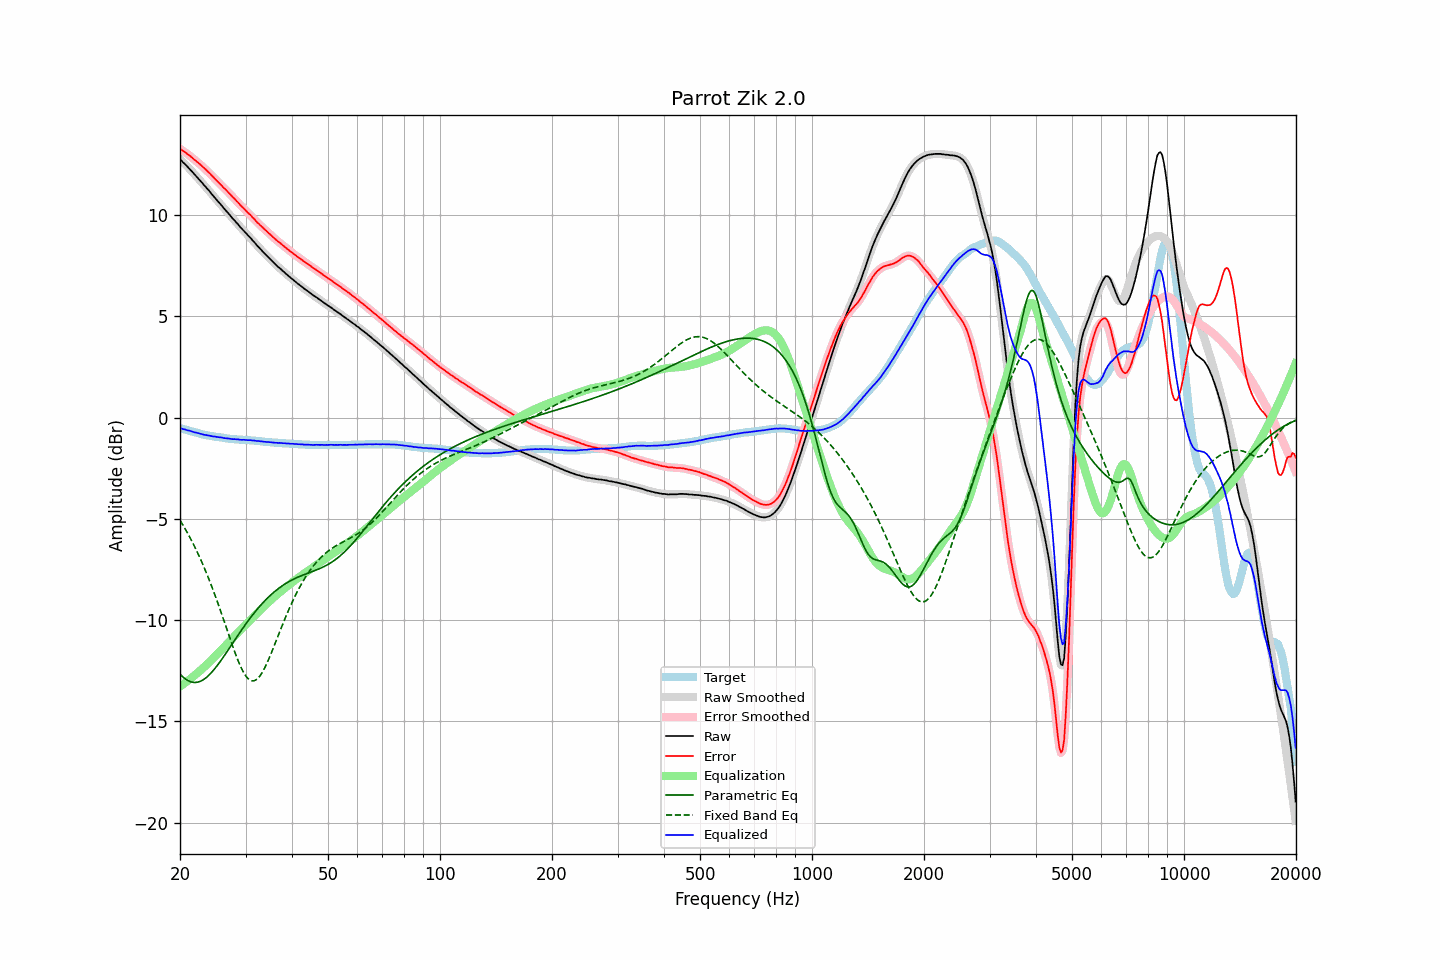 Parrot Zik 2.0
Amplitude (dBr)
10
5
0
−5
−10
−15
−20
Target
Raw Smoothed
Error Smoothed
Raw
Error
Equalization
Parametric Eq
Fixed Band Eq
Equalized
20 50 100 200 500 1000 2000 5000 10000 20000
Frequency (Hz)